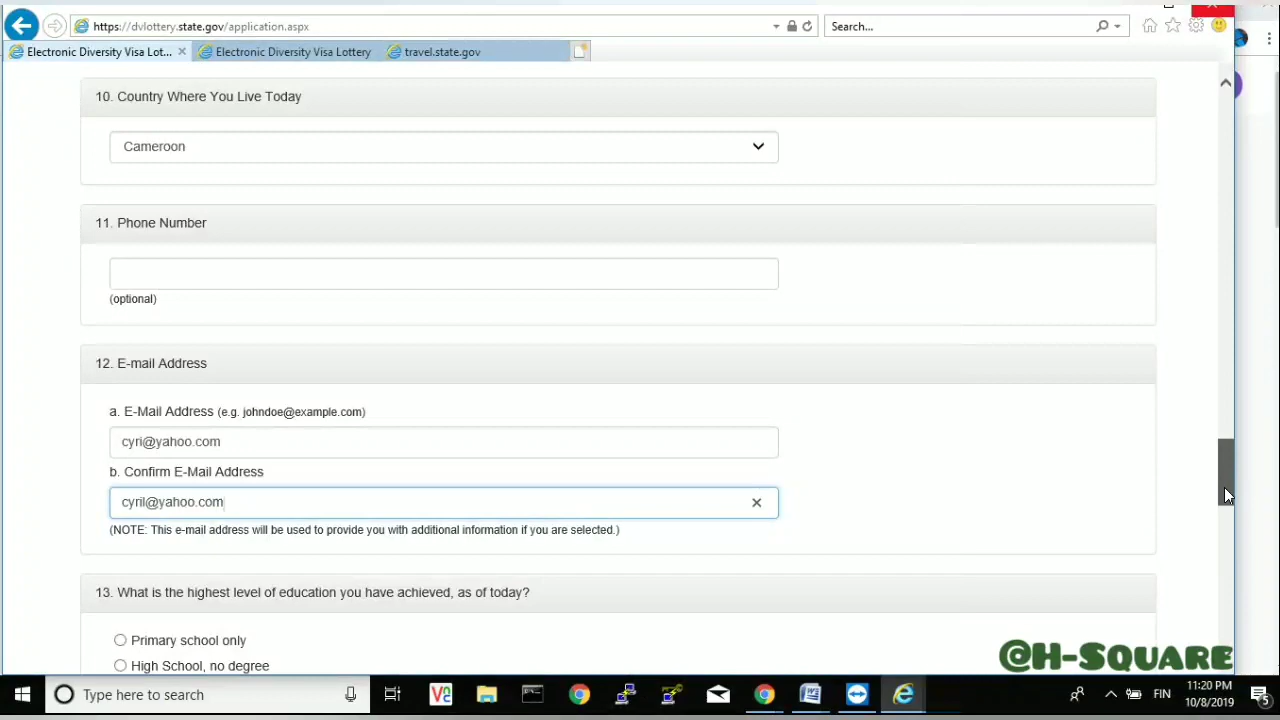 https://dvlottery.state.gov/application.aspx
Search...
Electronic Diversity Visa Lot...
Electronic Diversity Visa Lottery
travel.state.gov
10. Country Where You Live Today
Cameroon
11. Phone Number
(optional)
12. E-mail Address
a. E-Mail Address (e.g. johndoe@example.com)
cyri@yahoo.com
b. Confirm E-Mail Address
cyril@yahoo.com
(NOTE: This e-mail address will be used to provide you with additional information if you are selected.)
13. What is the highest level of education you have achieved, as of today?
Primary school only
High School, no degree
@H-SQUARE
Type here to search
FIN
11:20 PM
10/8/2019
5